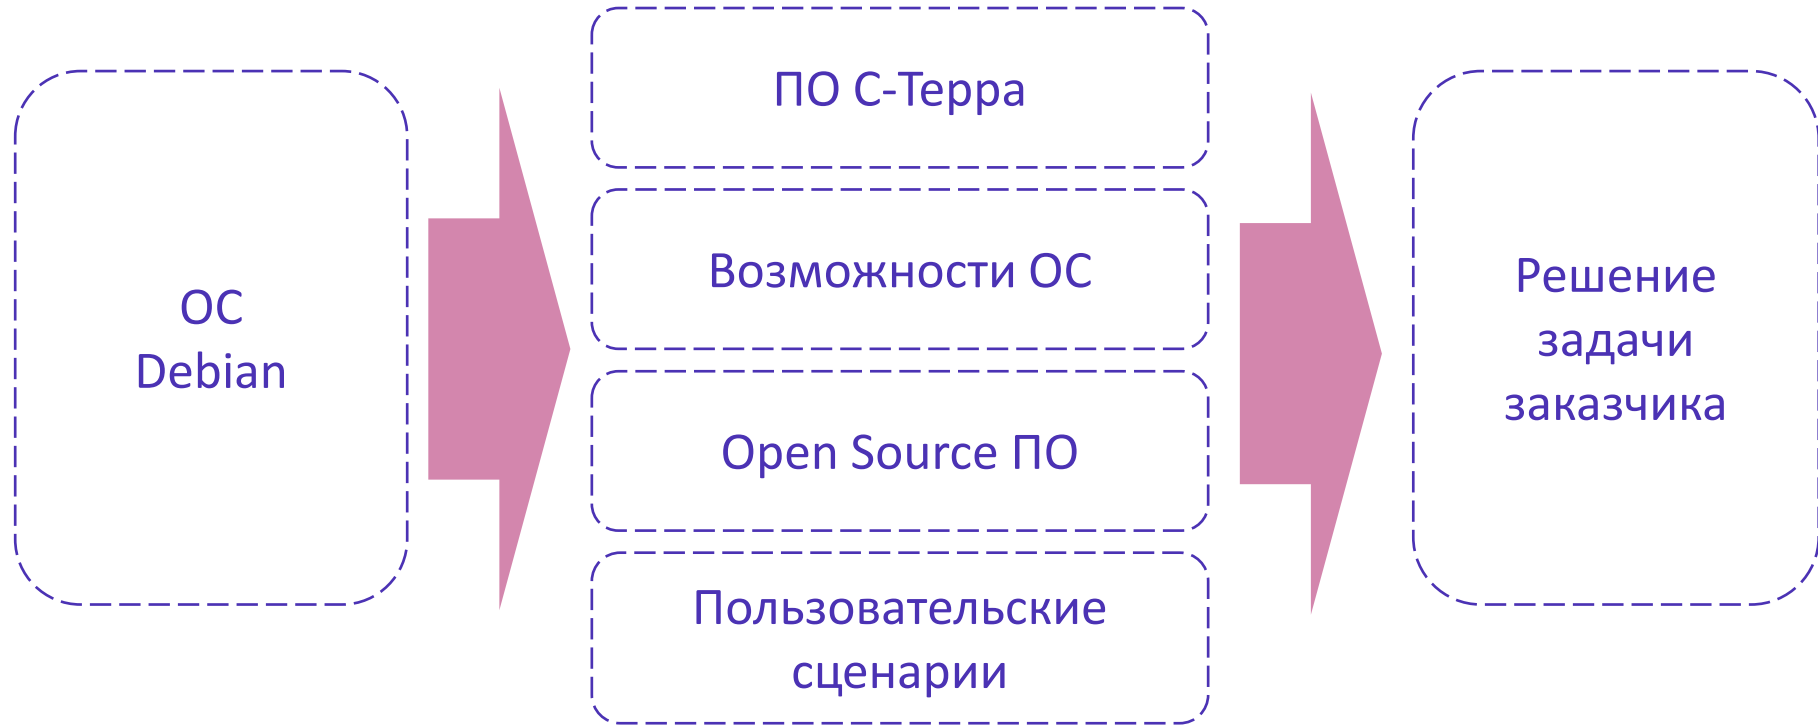 ОС
Debian
ПО С-Терра
Возможности ОС
Open Source ПО
Пользовательские
сценарии
Решение
задачи
заказчика